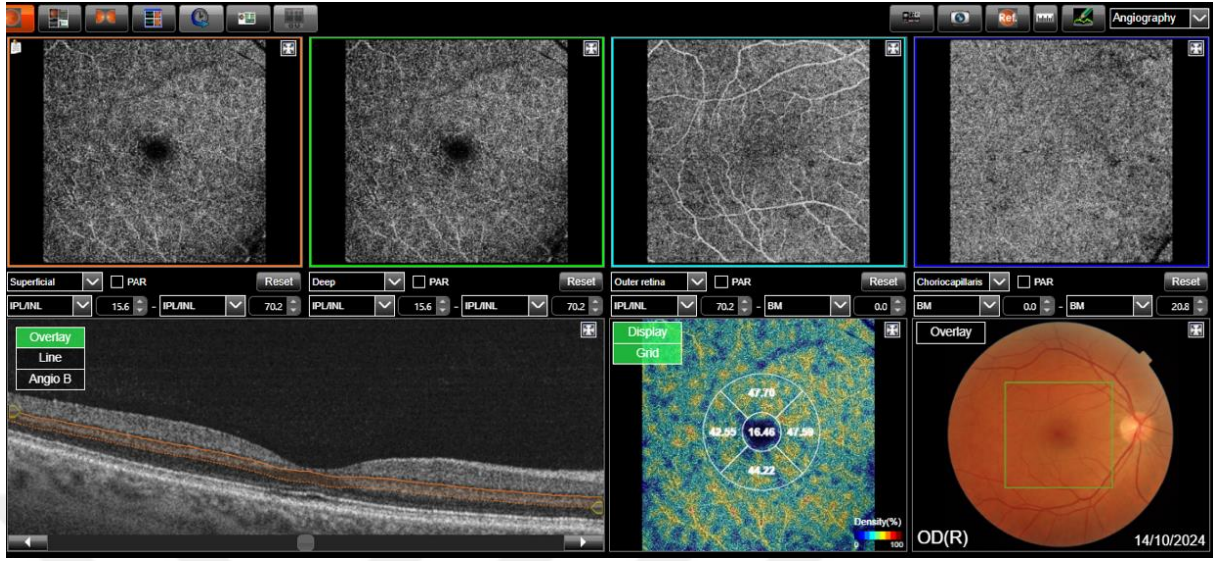 Ref.
Angiography
Superficial PAR Reset Deep PAR Reset Outer retina PAR Reset Choriocapillaris PAR Reset
IPL/INL 15.6 - IPL/INL 70.2 IPL/INL 15.6 - IPL/INL 70.2 IPL/INL 70.2 - BM 0.0 BM 0.0 - BM 20.8
Overlay
Line
Angio B
Display
Grid
47.70
42.55 16.46 47.59
44.22
Density(%)
0 100
Overlay
OD(R) 14/10/2024